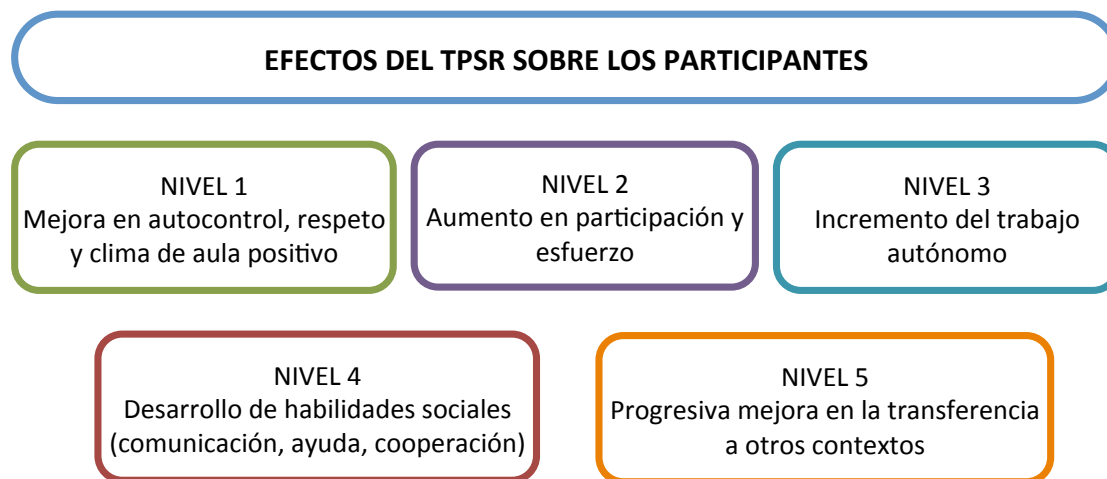 EFECTOS DEL TPSR SOBRE LOS PARTICIPANTES
NIVEL 1
Mejora en autocontrol, respeto
y clima de aula positivo
NIVEL 2
Aumento en participación y
esfuerzo
NIVEL 3
Incremento del trabajo
autónomo
NIVEL 4
Desarrollo de habilidades sociales
(comunicación, ayuda, cooperación)
NIVEL 5
Progresiva mejora en la transferencia
a otros contextos